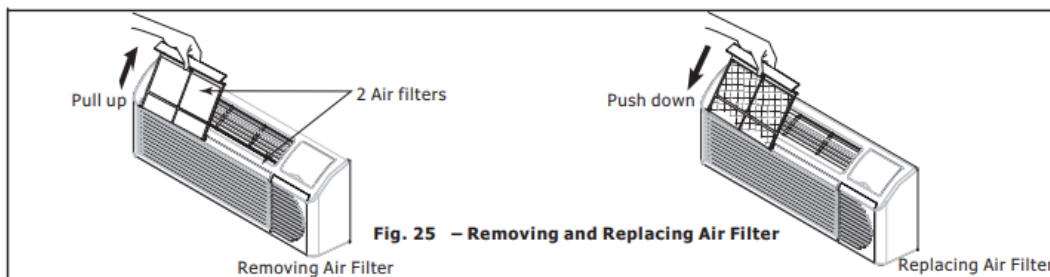 Pull up
2 Air filters
Push down
Fig. 25 – Removing and Replacing Air Filter
Removing Air Filter
Replacing Air Filter